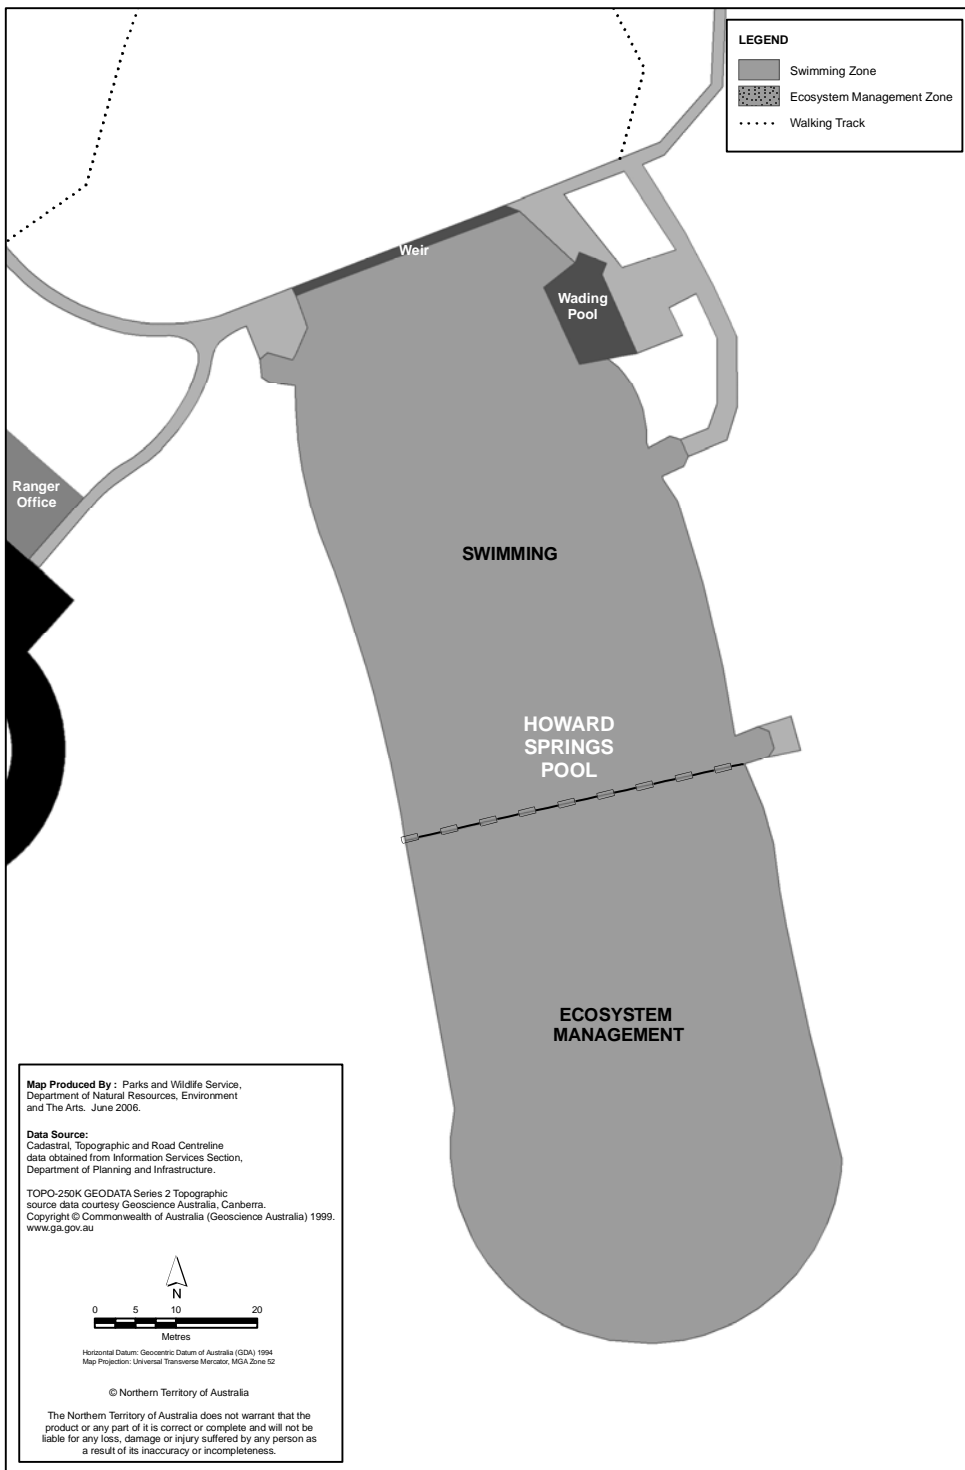 LEGEND
Swimming Zone
Ecosystem Management Zone
Walking Track
Weir
Wading
Pool
Ranger
Office
SWIMMING
HOWARD
SPRINGS
POOL
ECOSYSTEM
MANAGEMENT
Map Produced By : Parks and Wildlife Service,
Department of Natural Resources, Environment
and The Arts. June 2006.
Data Source:
Cadastral, Topographic and Road Centreline
data obtained from Information Services Section,
Department of Planning and Infrastructure.
TOPO-250K GEODATA Series 2 Topographic
source data courtesy Geoscience Australia, Canberra.
Copyright © Commonwealth of Australia (Geoscience Australia) 1999.
www.ga.gov.au
N
0 5 10 20
Metres
Horizontal Datum: Geocentric Datum of Australia (GDA) 1994
Map Projection: Universal Transverse Mercator, MGA Zone 52
© Northern Territory of Australia
The Northern Territory of Australia does not warrant that the
product or any part of it is correct or complete and will not be
liable for any loss, damage or injury suffered by any person as
a result of its inaccuracy or incompleteness.